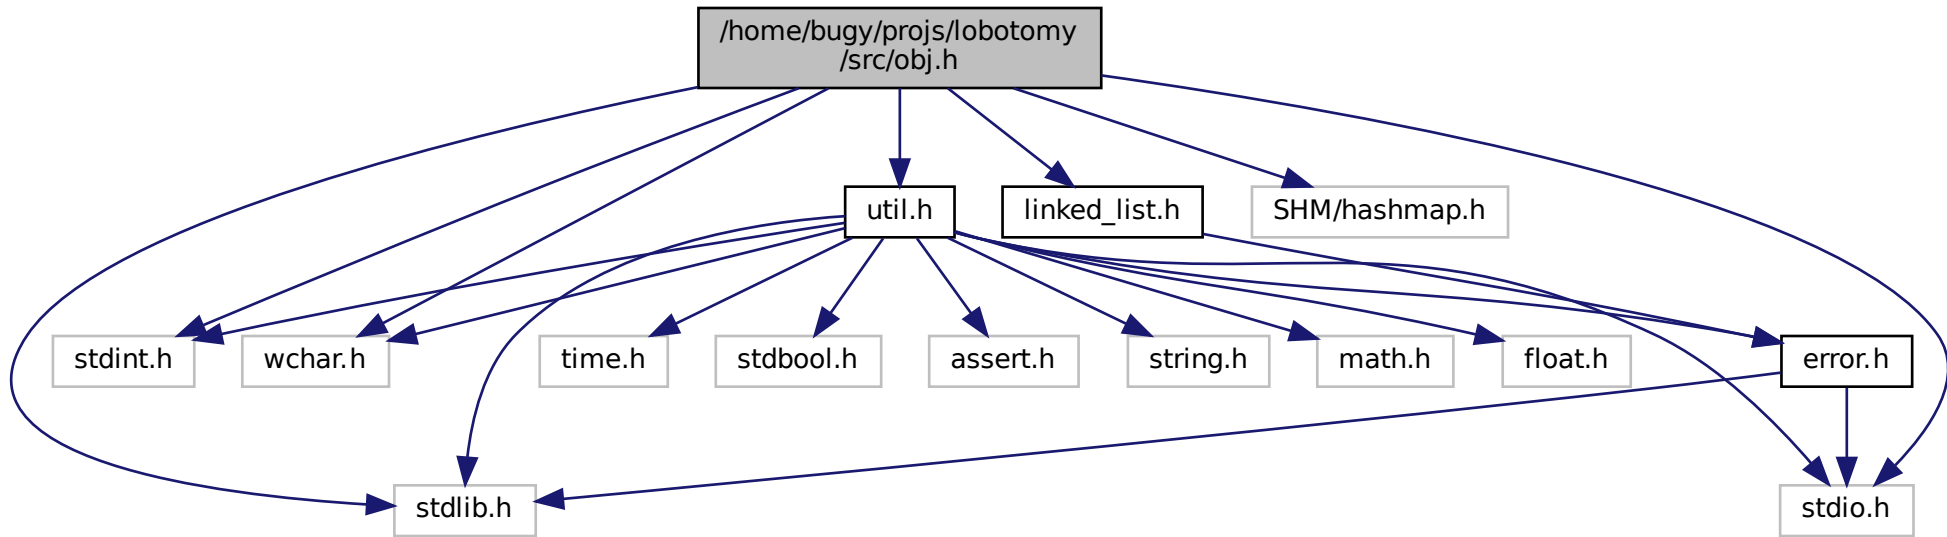 /home/bugy/projs/lobotomy
/src/obj.h
util.h
linked_list.h
SHM/hashmap.h
stdint.h
wchar.h
time.h
stdbool.h
assert.h
string.h
math.h
float.h
error.h
stdlib.h
stdio.h